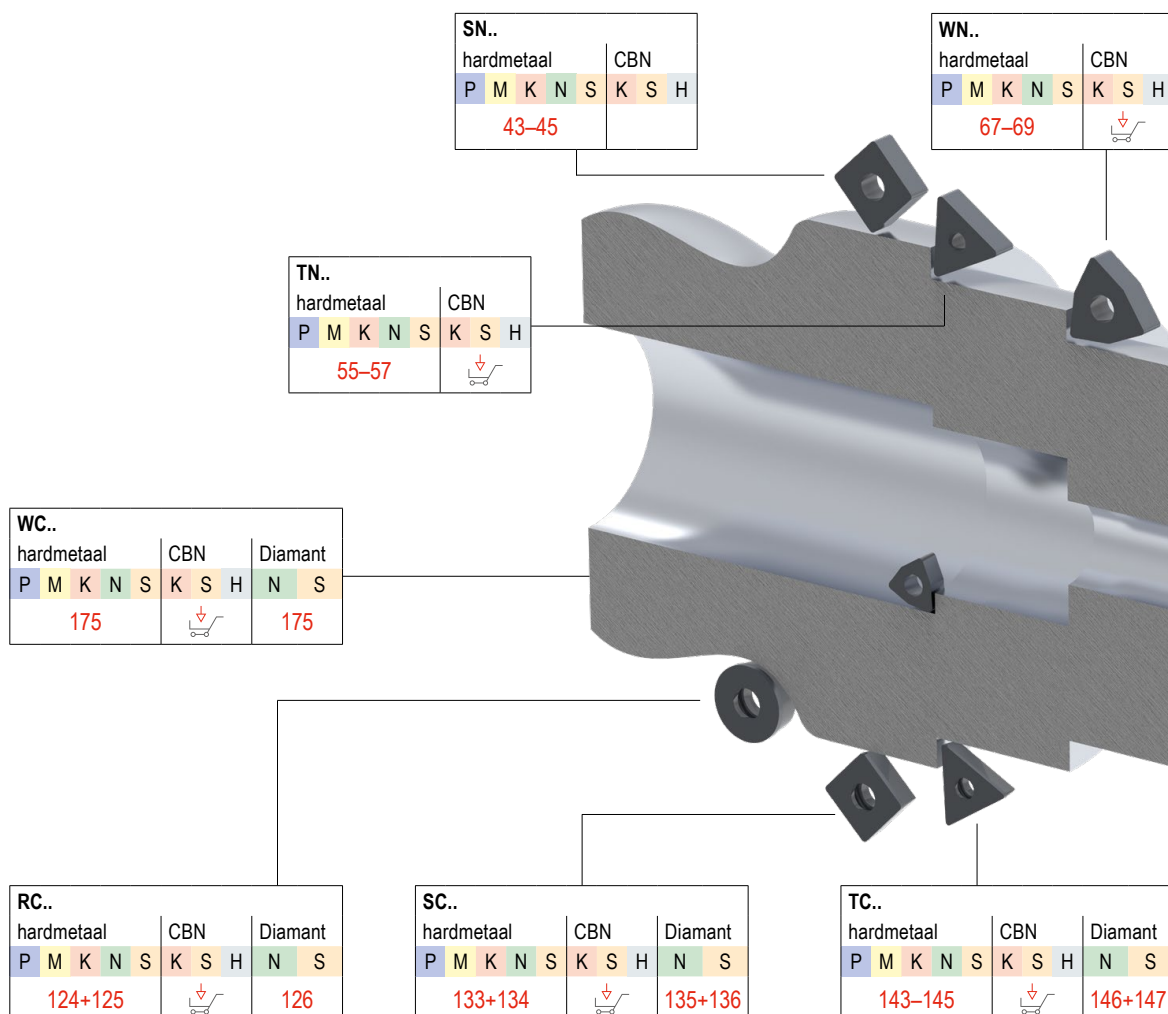 SN..
hardmetaal CBN
P M K N S K S H
43–45
WN..
hardmetaal CBN
P M K N S K S H
67–69
TN..
hardmetaal CBN
P M K N S K S H
55–57
WC..
hardmetaal CBN Diamant
P M K N S K S H N S
175 175
RC..
hardmetaal CBN Diamant
P M K N S K S H N S
124+125 126
SC..
hardmetaal CBN Diamant
P M K N S K S H N S
133+134 135+136
TC..
hardmetaal CBN Diamant
P M K N S K S H N S
143–145 146+147